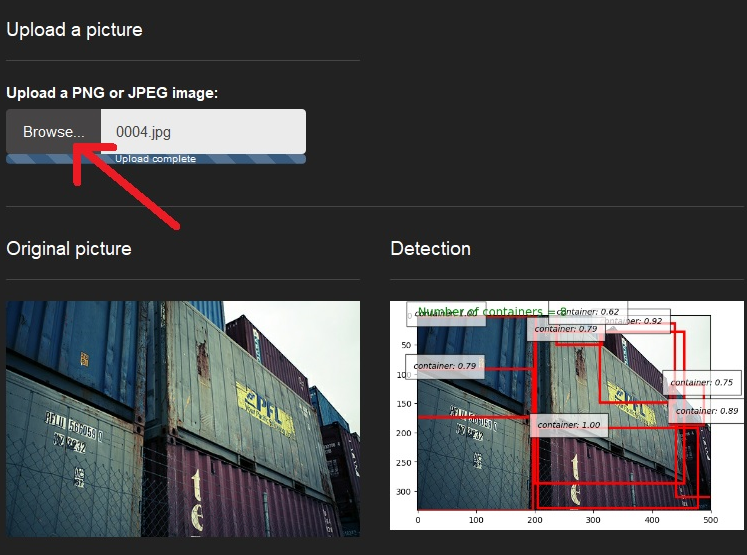 Upload a picture
Upload a PNG or JPEG image:
Browse... 0004.jpg
Upload complete
Original picture
Detection
PFL
Number of containers = 8
container: 0.62
container: 0.79
container: 0.92
container: 0.79
container: 0.75
container: 0.89
container: 1.00
0
50
100
150
200
250
300
0 100 200 300 400 500